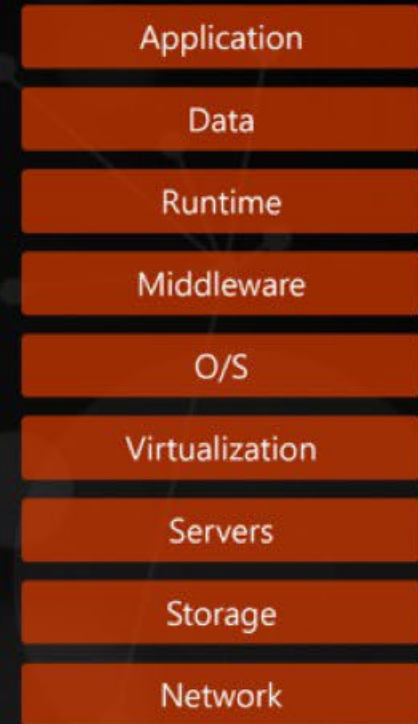 Application
Data
Runtime
Middleware
O/S
Virtualization
Servers
Storage
Network